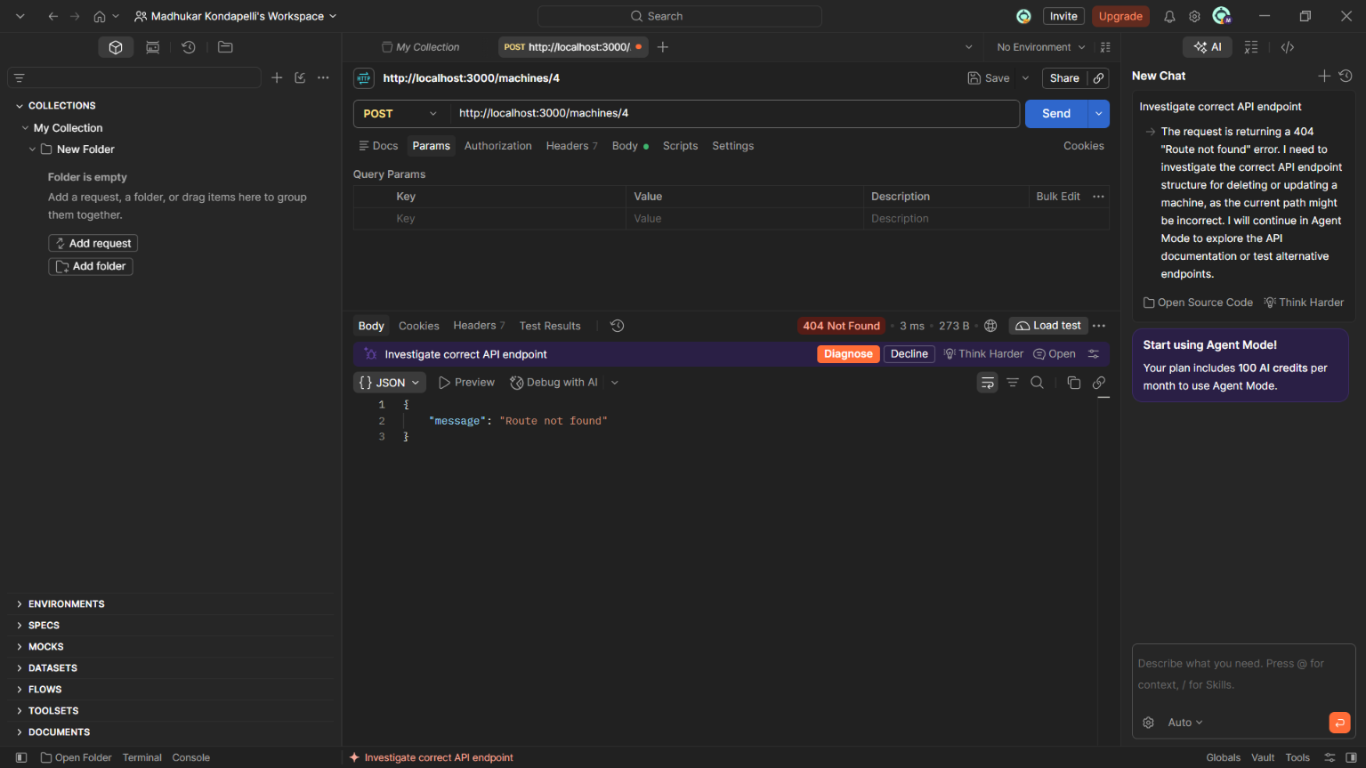 Madhukar Kondapelli's Workspace
Search
Invite
Upgrade
My Collection
POST http://localhost:3000/
No Environment
AI
COLLECTIONS
My Collection
New Folder
Folder is empty
Add a request, a folder, or drag items here to group
them together.
Add request
Add folder
ENVIRONMENTS
SPECS
MOCKS
DATASETS
FLOWS
TOOLSETS
DOCUMENTS
HTTP
http://localhost:3000/machines/4
Save
Share
POST
http://localhost:3000/machines/4
Send
Docs
Params
Authorization
Headers 7
Body
Scripts
Settings
Cookies
Query Params
Key
Value
Description
Bulk Edit
Key
Value
Description
Body
Cookies
Headers 7
Test Results
404 Not Found
3 ms
273 B
Load test
Investigate correct API endpoint
Diagnose
Decline
Think Harder
Open
{} JSON
Preview
Debug with AI
1 {
2 "message": "Route not found"
3 }
New Chat
Investigate correct API endpoint
The request is returning a 404
"Route not found" error. I need to
investigate the correct API endpoint
structure for deleting or updating a
machine, as the current path might
be incorrect. I will continue in Agent
Mode to explore the API
documentation or test alternative
endpoints.
Open Source Code
Think Harder
Start using Agent Mode!
Your plan includes 100 AI credits per
month to use Agent Mode.
Describe what you need. Press @ for
context, / for Skills.
Auto
Open Folder
Terminal
Console
Investigate correct API endpoint
Globals
Vault
Tools